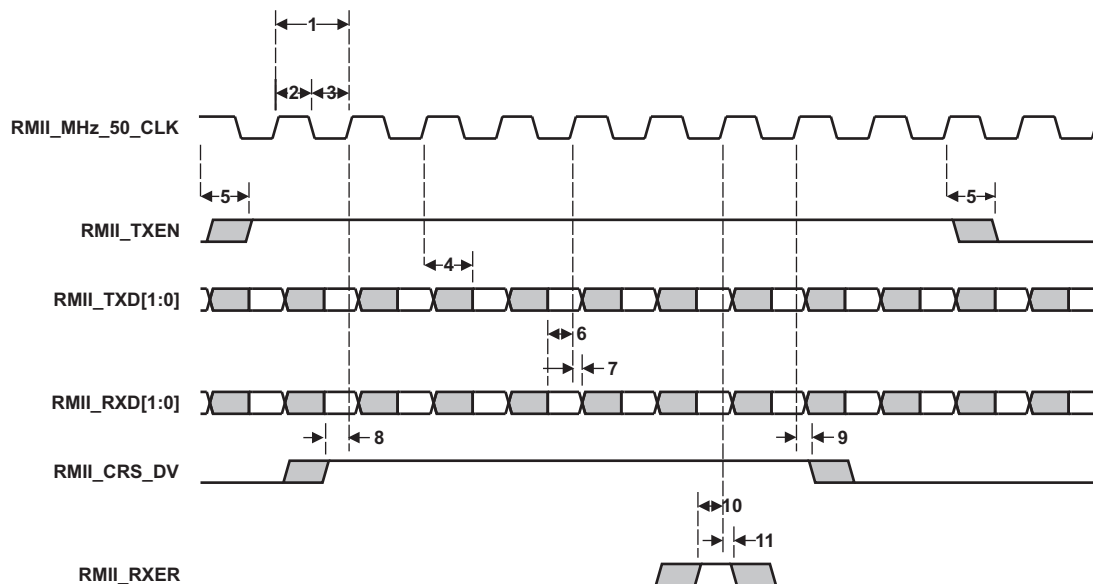 1
2 3
RMII_MHz_50_CLK
5 5
RMII_TXEN
4
RMII_TXD[1:0]
6
7
RMII_RXD[1:0]
8 9
RMII_CRS_DV
10
11
RMII_RXER